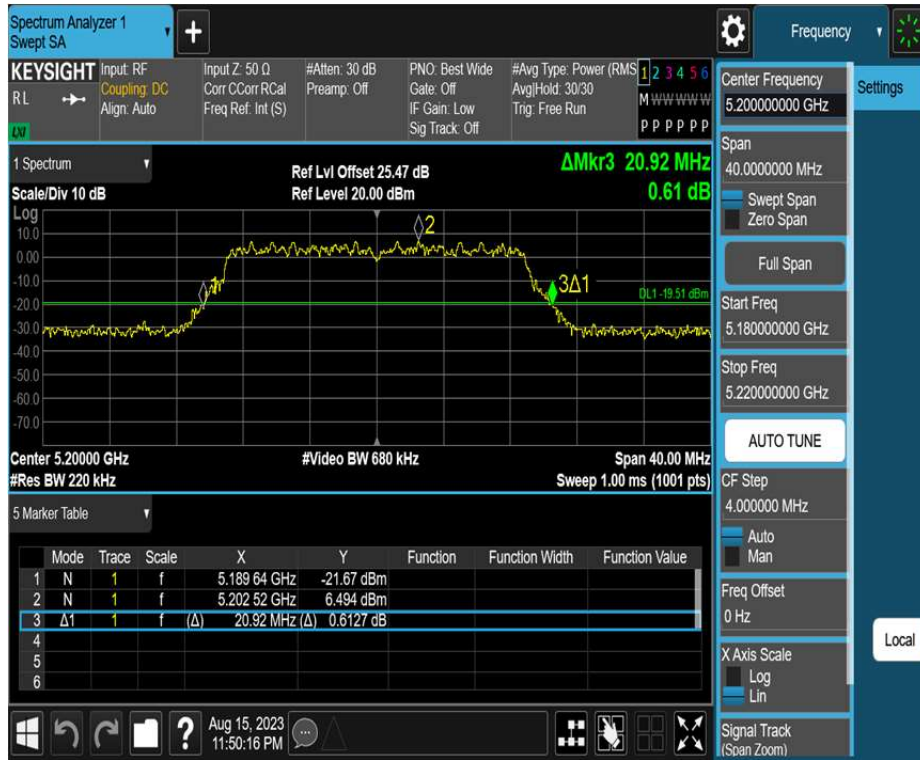 Spectrum Analyzer 1
Swept SA
+
Frequency
KEYSIGHT
R L
LXI
Input: RF
Coupling: DC
Align: Auto
Input Z: 50 Ω
Corr CCorr RCal
Freq Ref: Int (S)
#Atten: 30 dB
Preamp: Off
PNO: Best Wide
Gate: Off
IF Gain: Low
Sig Track: Off
#Avg Type: Power (RMS
Avg|Hold: 30/30
Trig: Free Run
1 2 3 4 5 6
M W W W W W
P P P P P P
1 Spectrum
Scale/Div 10 dB
Ref Lvl Offset 25.47 dB
Ref Level 20.00 dBm
ΔMkr3 20.92 MHz
0.61 dB
Log
10.0
0.00
-10.0
-20.0
-30.0
-40.0
-50.0
-60.0
-70.0
1
2
3Δ1
DL1 -19.51 dBm
Center 5.20000 GHz
#Res BW 220 kHz
#Video BW 680 kHz
Span 40.00 MHz
Sweep 1.00 ms (1001 pts)
5 Marker Table
Mode Trace Scale X Y Function Function Width Function Value
1 N 1 f 5.189 64 GHz -21.67 dBm
2 N 1 f 5.202 52 GHz 6.494 dBm
3 Δ1 1 f (Δ) 20.92 MHz (Δ) 0.6127 dB
4
5
6
?
Aug 15, 2023
11:50:16 PM
Center Frequency
5.200000000 GHz
Span
40.0000000 MHz
Swept Span
Zero Span
Full Span
Start Freq
5.180000000 GHz
Stop Freq
5.220000000 GHz
AUTO TUNE
CF Step
4.000000 MHz
Auto
Man
Freq Offset
0 Hz
X Axis Scale
Log
Lin
Signal Track
(Span Zoom)
Settings
Local